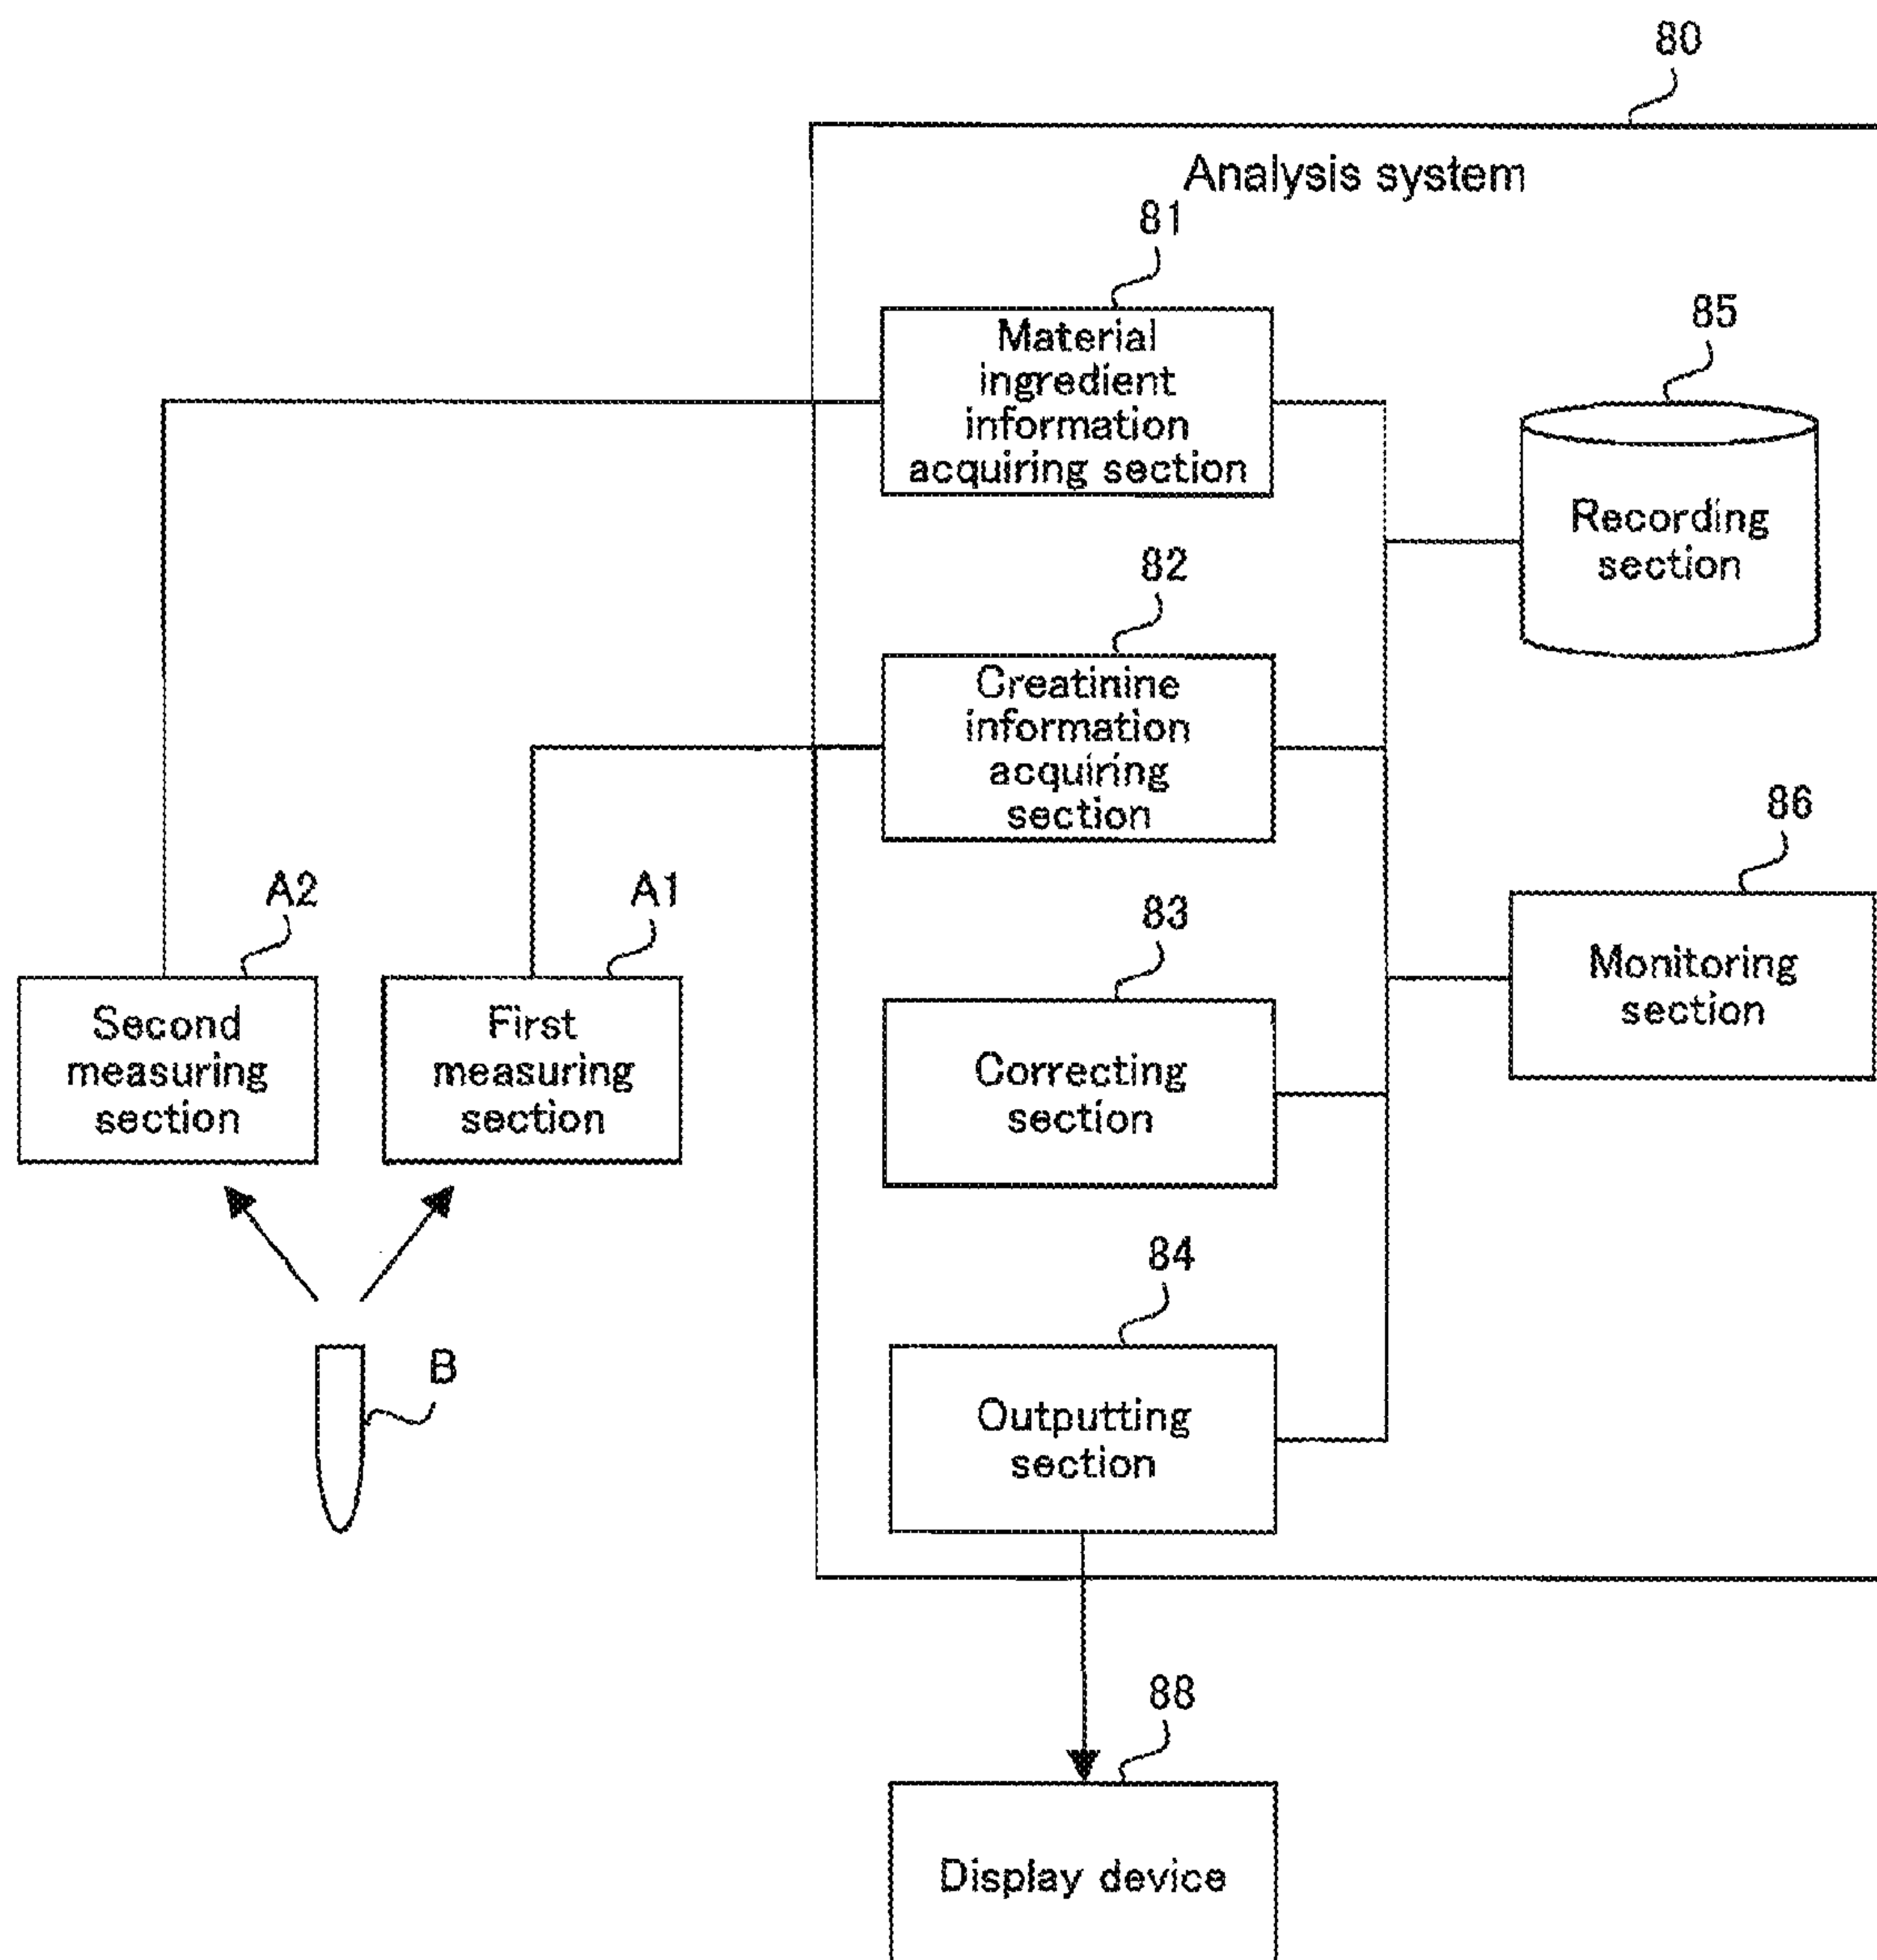 80
Analysis system
81
Material
ingredient
information
acquiring section
85
Recording
section
82
Creatinine
information
acquiring
section
86
Monitoring
section
A2
A1
Second
measuring
section
First
measuring
section
83
Correcting
section
84
Outputting
section
B
88
Display device